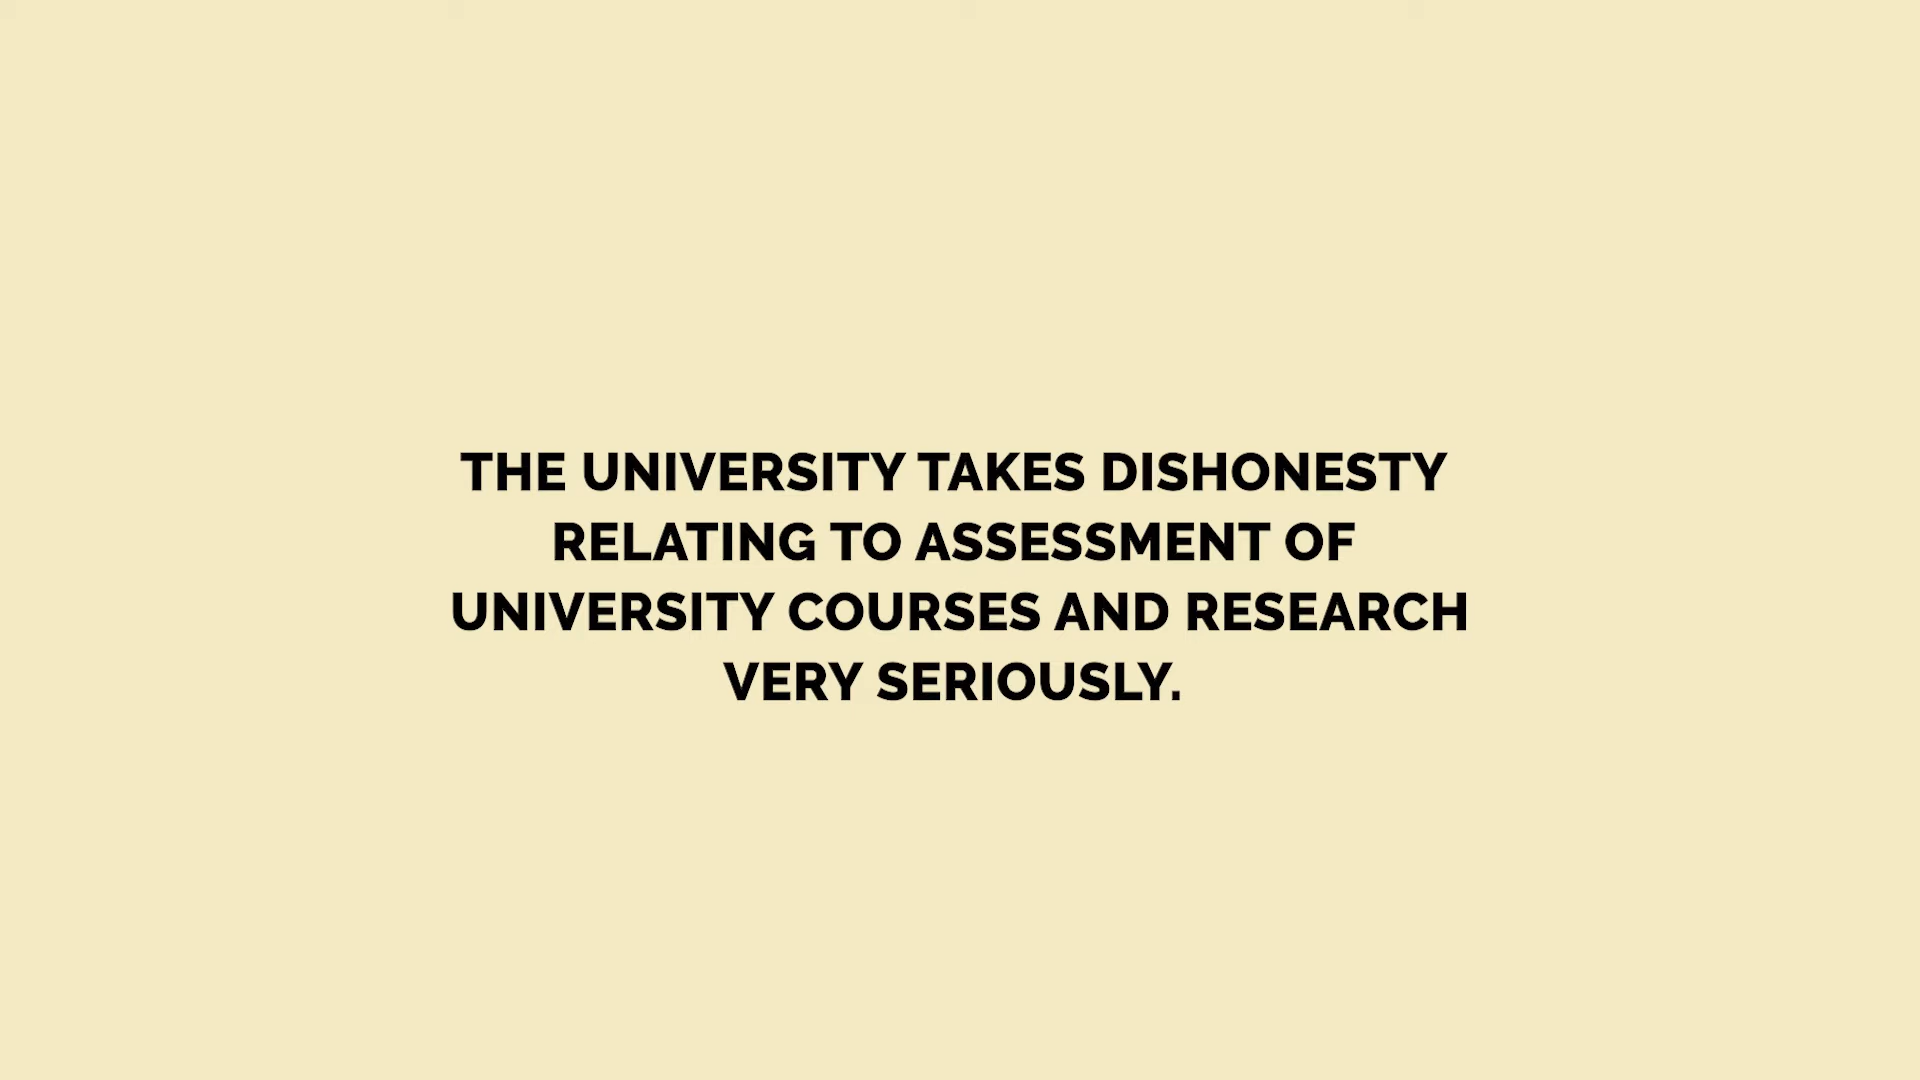 THE UNIVERSITY TAKES DISHONESTY
RELATING TO ASSESSMENT OF
UNIVERSITY COURSES AND RESEARCH
VERY SERIOUSLY.